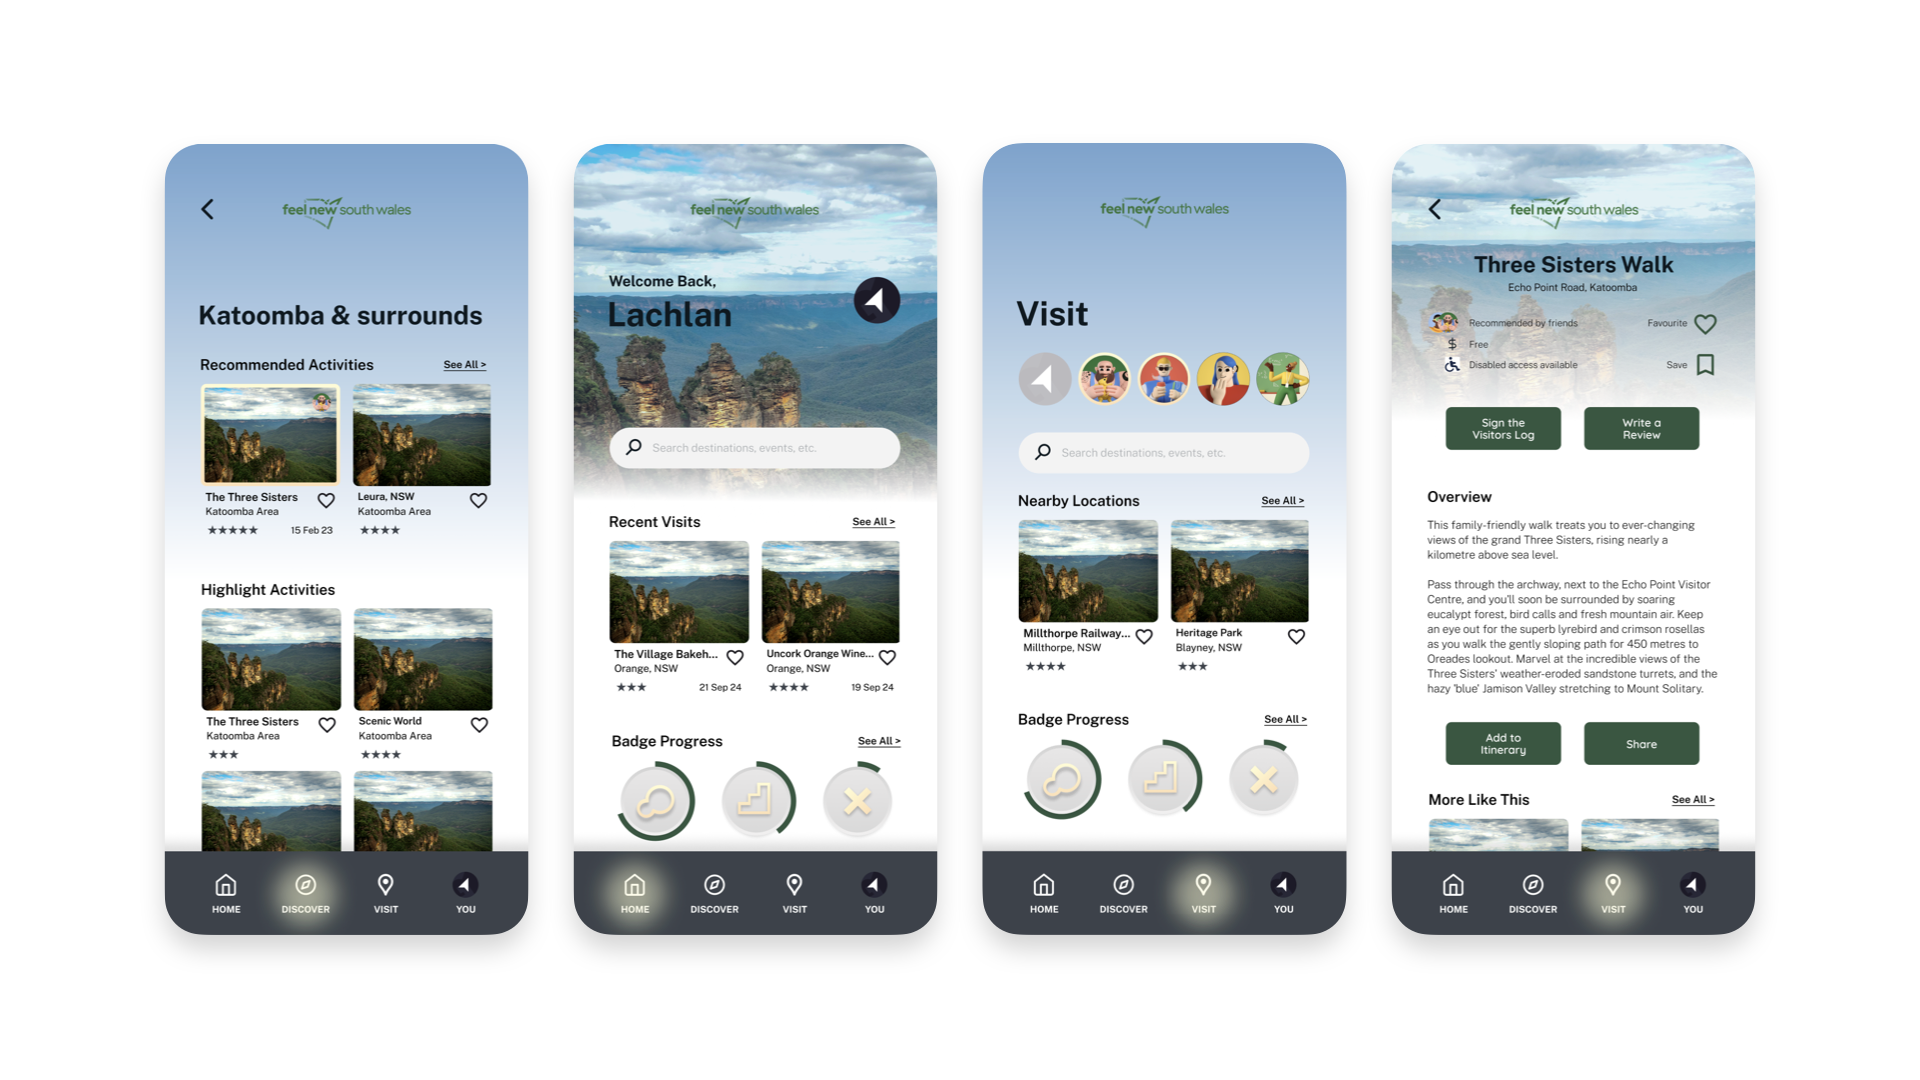 feel new south wales
Katoomba & surrounds
Recommended Activities
See All >
The Three Sisters
Katoomba Area
★★★★★ 15 Feb 23
Leura, NSW
Katoomba Area
★★★★
Highlight Activities
The Three Sisters
Katoomba Area
★★★
Scenic World
Katoomba Area
★★★★
HOME
DISCOVER
VISIT
YOU
feel new south wales
Welcome Back,
Lachlan
Search destinations, events, etc.
Recent Visits
See All >
The Village Bakeh...
Orange, NSW
★★★ 21 Sep 24
Uncork Orange Wine...
Orange, NSW
★★★★ 19 Sep 24
Badge Progress
See All >
HOME
DISCOVER
VISIT
YOU
feel new south wales
Visit
Search destinations, events, etc.
Nearby Locations
See All >
Millthorpe Railway...
Millthorpe, NSW
★★★★
Heritage Park
Blayney, NSW
★★★
Badge Progress
See All >
HOME
DISCOVER
VISIT
YOU
feel new south wales
Three Sisters Walk
Echo Point Road, Katoomba
Recommended by friends
Favourite
$ Free
Disabled access available
Save
Sign the
Visitors Log
Write a
Review
Overview
This family-friendly walk treats you to ever-changing
views of the grand Three Sisters, rising nearly a
kilometre above sea level.
Pass through the archway, next to the Echo Point Visitor
Centre, and you'll soon be surrounded by soaring
eucalypt forest, bird calls and fresh mountain air. Keep
an eye out for the superb lyrebird and crimson rosellas
as you walk the gently sloping path for 450 metres to
Oreades lookout. Marvel at the incredible views of the
Three Sisters' weather-eroded sandstone turrets, and the
hazy 'blue' Jamison Valley stretching to Mount Solitary.
Add to
Itinerary
Share
More Like This
See All >
HOME
DISCOVER
VISIT
YOU